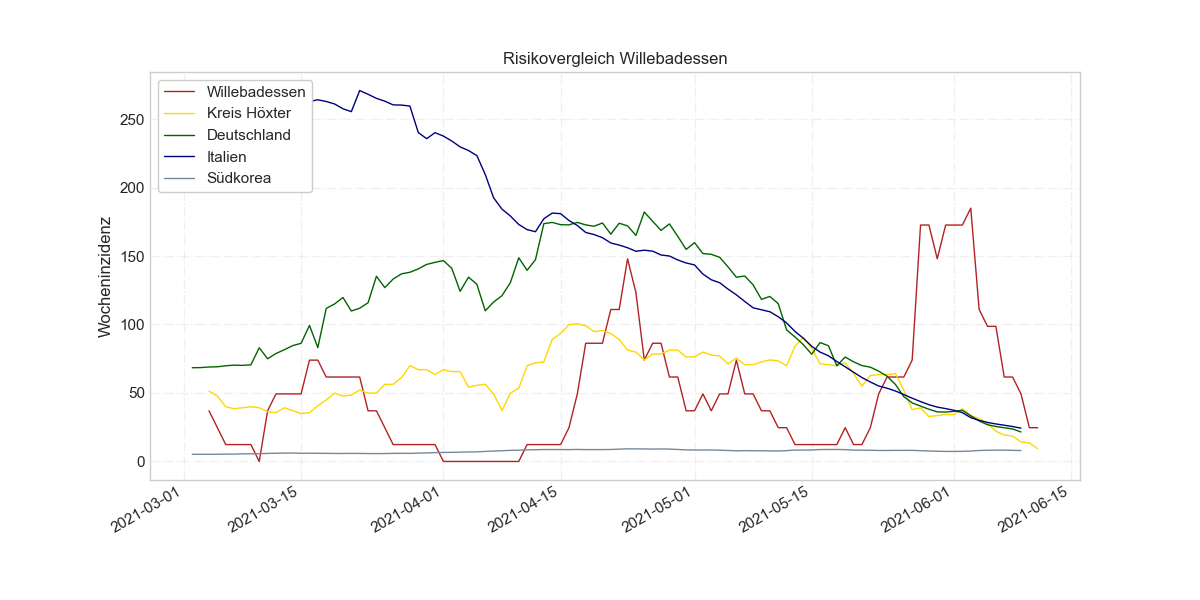 Risikovergleich Willebadessen
Willebadessen
Kreis Höxter
Deutschland
Italien
Südkorea
Wocheninzidenz
250
200
150
100
50
0
2021-03-01
2021-03-15
2021-04-01
2021-04-15
2021-05-01
2021-05-15
2021-06-01
2021-06-15